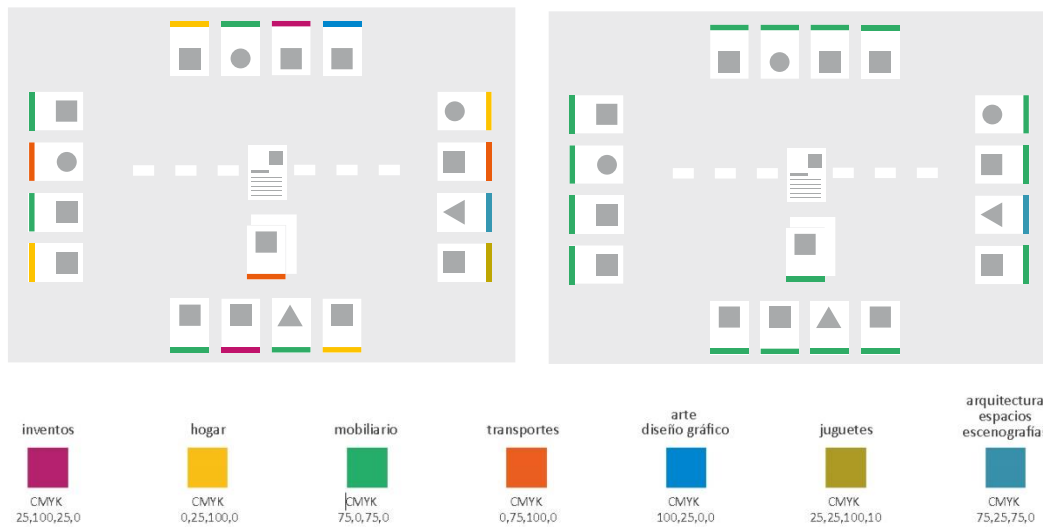 inventos
CMYK
25,100,25,0
hogar
CMYK
0,25,100,0
mobiliario
CMYK
75,0,75,0
transportes
CMYK
0,75,100,0
arte
diseño gráfico
CMYK
100,25,0,0
juguetes
CMYK
25,25,100,10
arquitectura
espacios
escenografía
CMYK
75,25,75,0